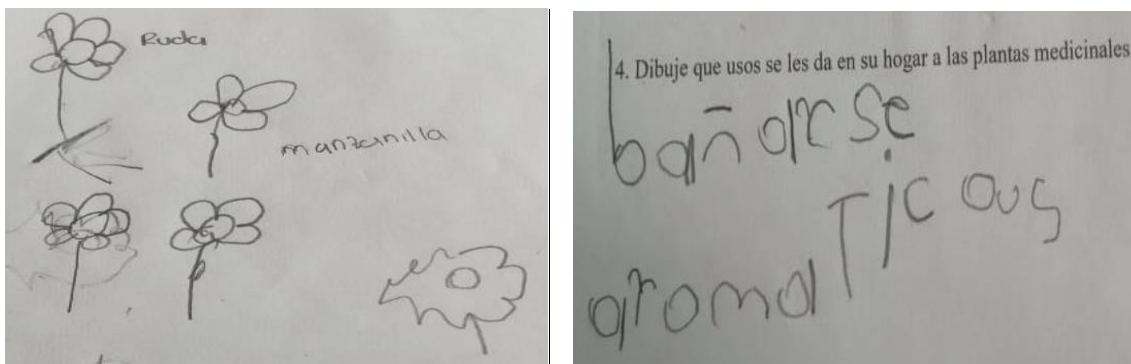 Ruda
manzanilla
4. Dibuje que usos se les da en su hogar a las plantas medicinales
bañarse
aromaTicous